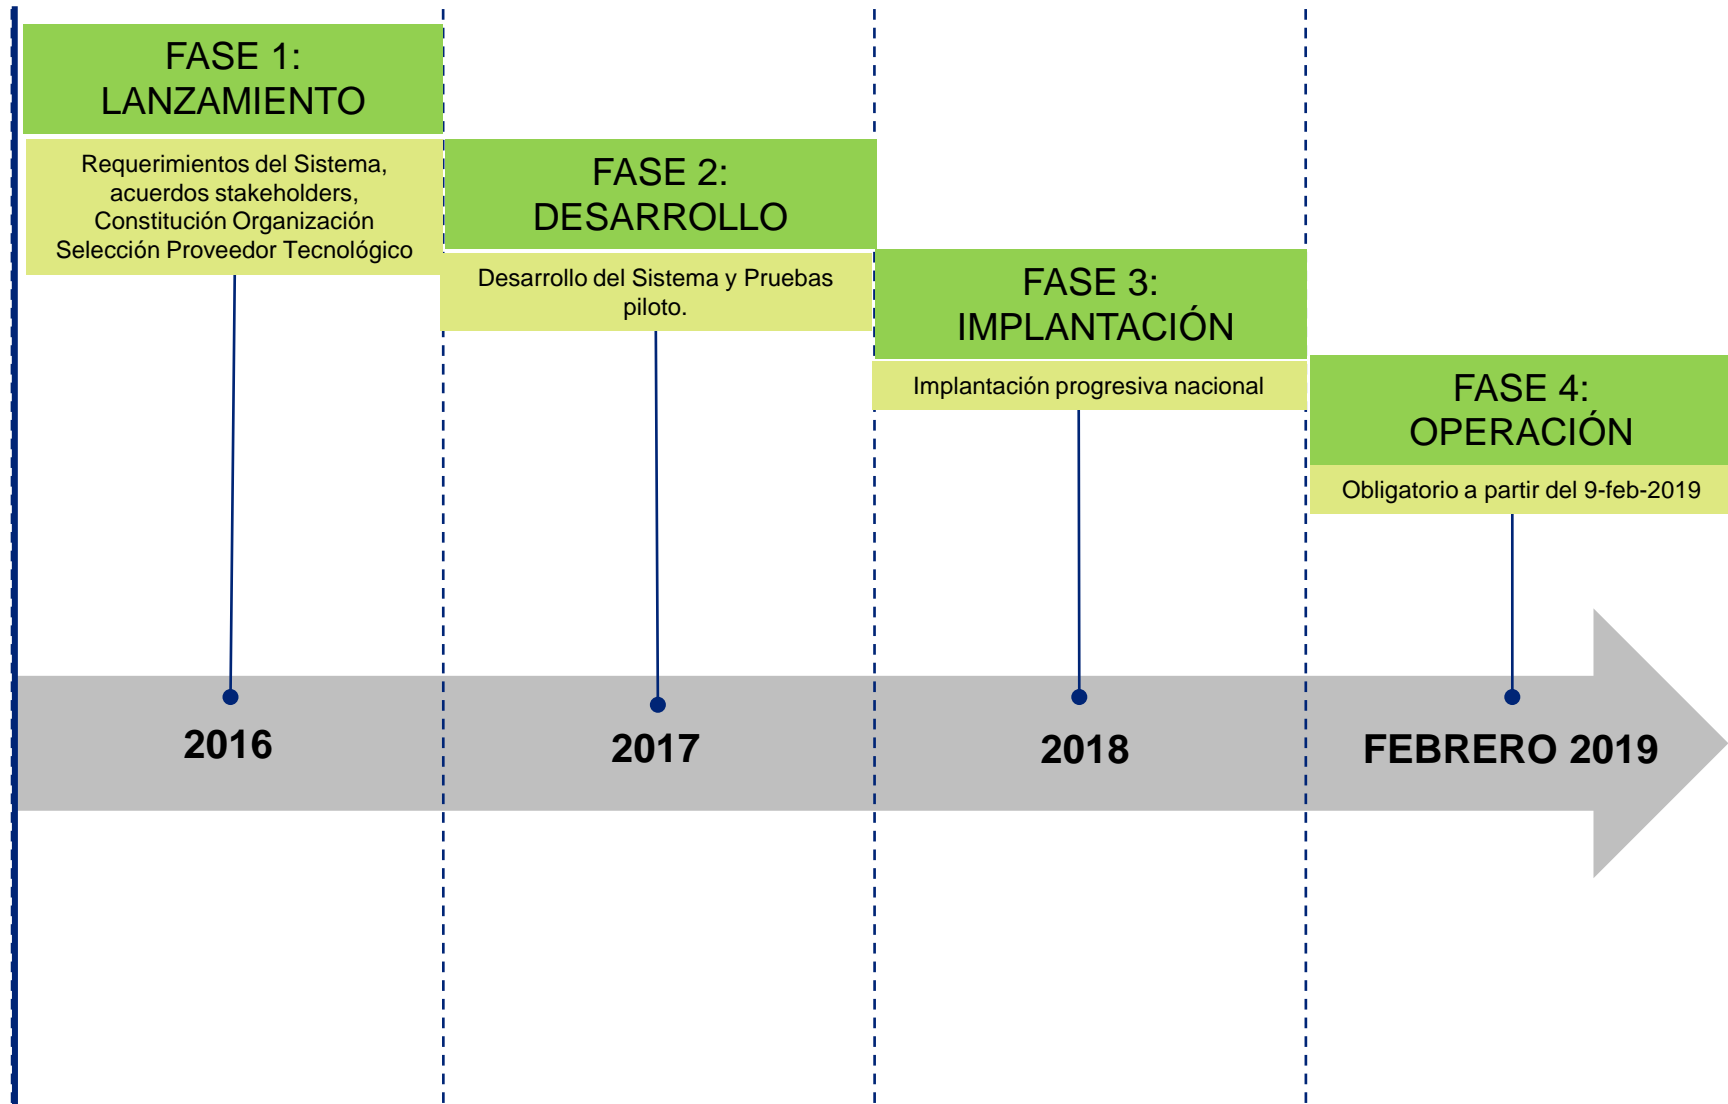 FASE 1:
LANZAMIENTO
Requerimientos del Sistema,
acuerdos stakeholders,
Constitución Organización
Selección Proveedor Tecnológico
FASE 2:
DESARROLLO
Desarrollo del Sistema y Pruebas
piloto.
FASE 3:
IMPLANTACIÓN
Implantación progresiva nacional
FASE 4:
OPERACIÓN
Obligatorio a partir del 9-feb-2019
2016
2017
2018
FEBRERO 2019